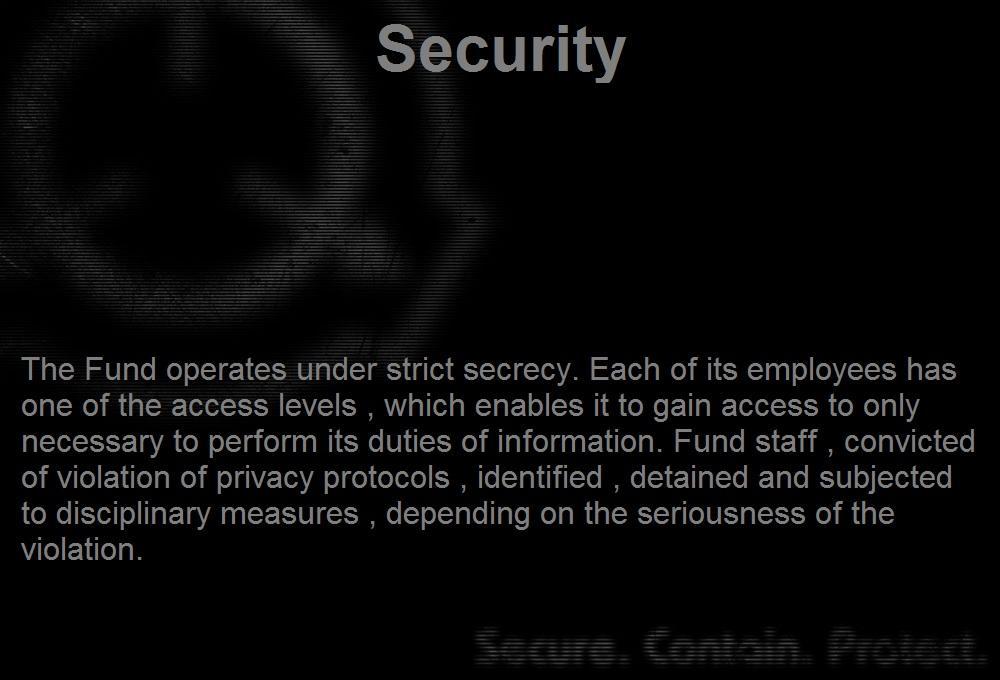 Security
The Fund operates under strict secrecy. Each of its employees has
one of the access levels , which enables it to gain access to only
necessary to perform its duties of information. Fund staff , convicted
of violation of privacy protocols , identified , detained and subjected
to disciplinary measures , depending on the seriousness of the
violation.
Secure. Contain. Protect.